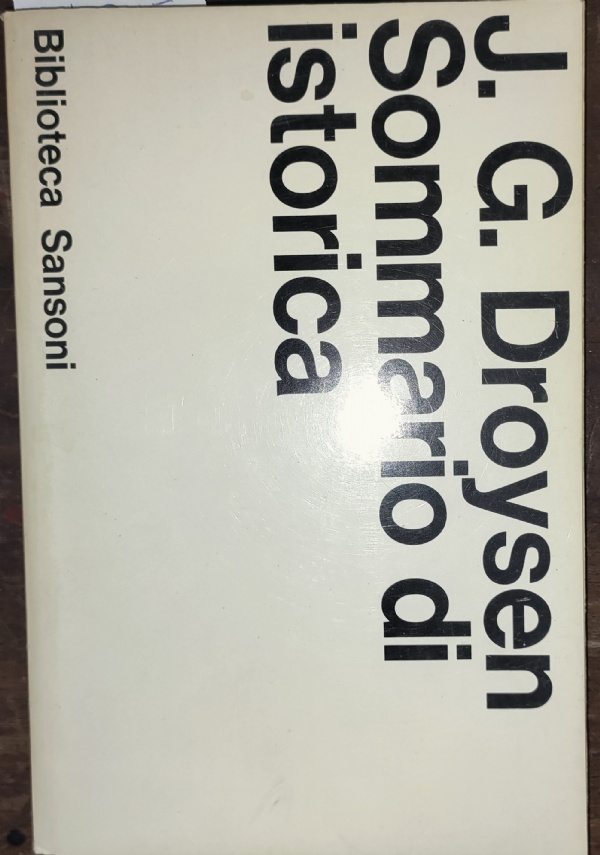 J. G. Droysen
Sommario di
istorica
Biblioteca Sansoni